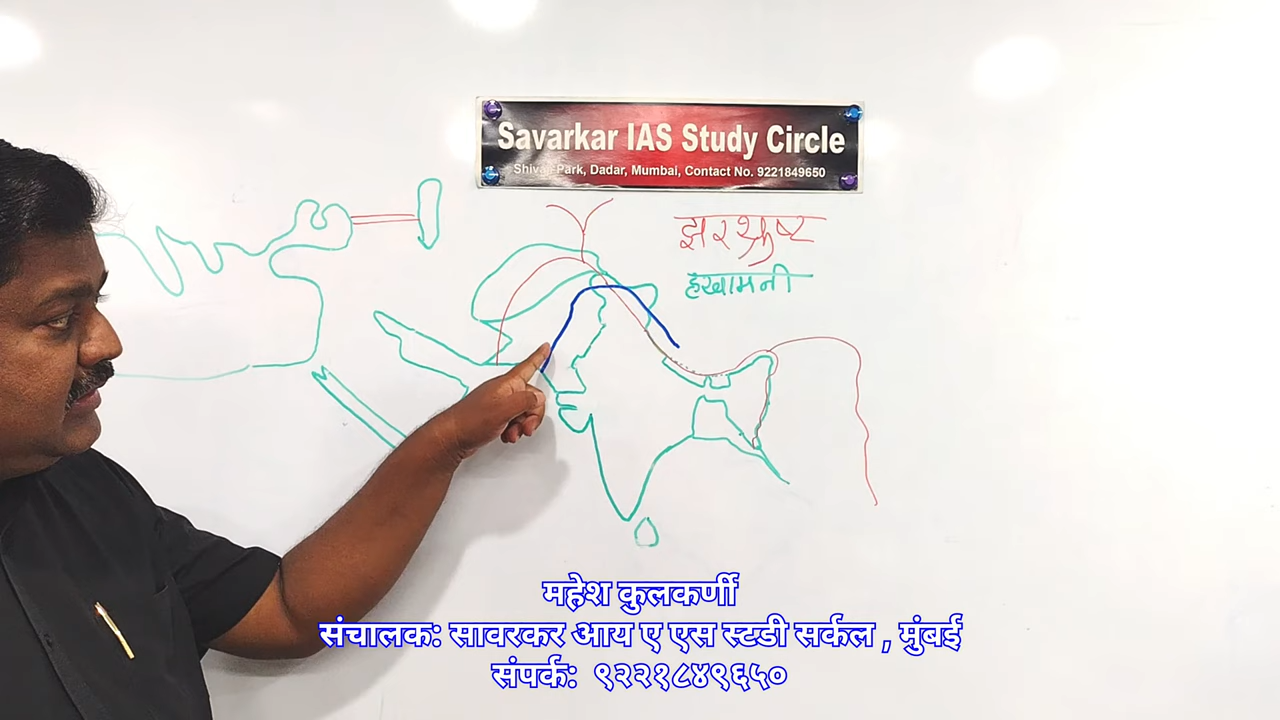 Savarkar IAS Study Circle
Park, Dadar, Mumbai, Contact No. 9221849650
झरथ्रुष्ट
हखामनी
महेश कुलकर्णी
संचालक: सावरकर आय ए एस स्टडी सर्कल , मुंबई
संपर्क: ९२२१८४९६५०